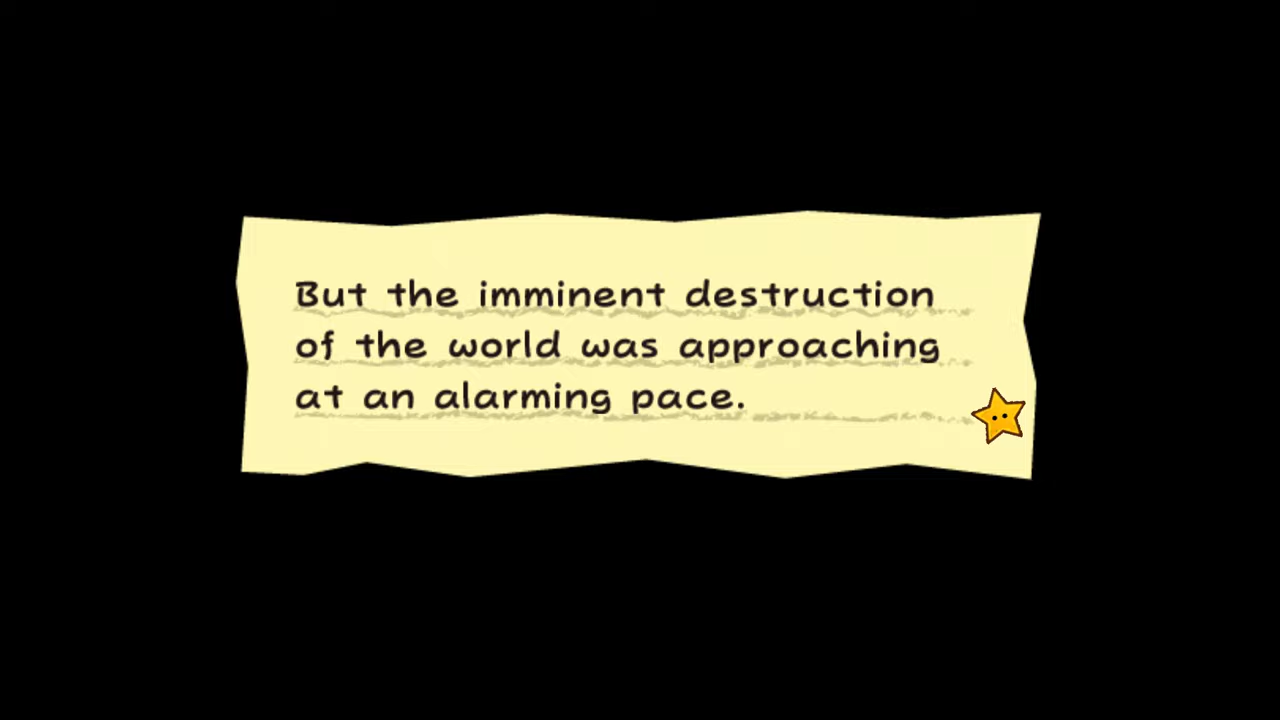 But the imminent destruction
of the world was approaching
at an alarming pace.